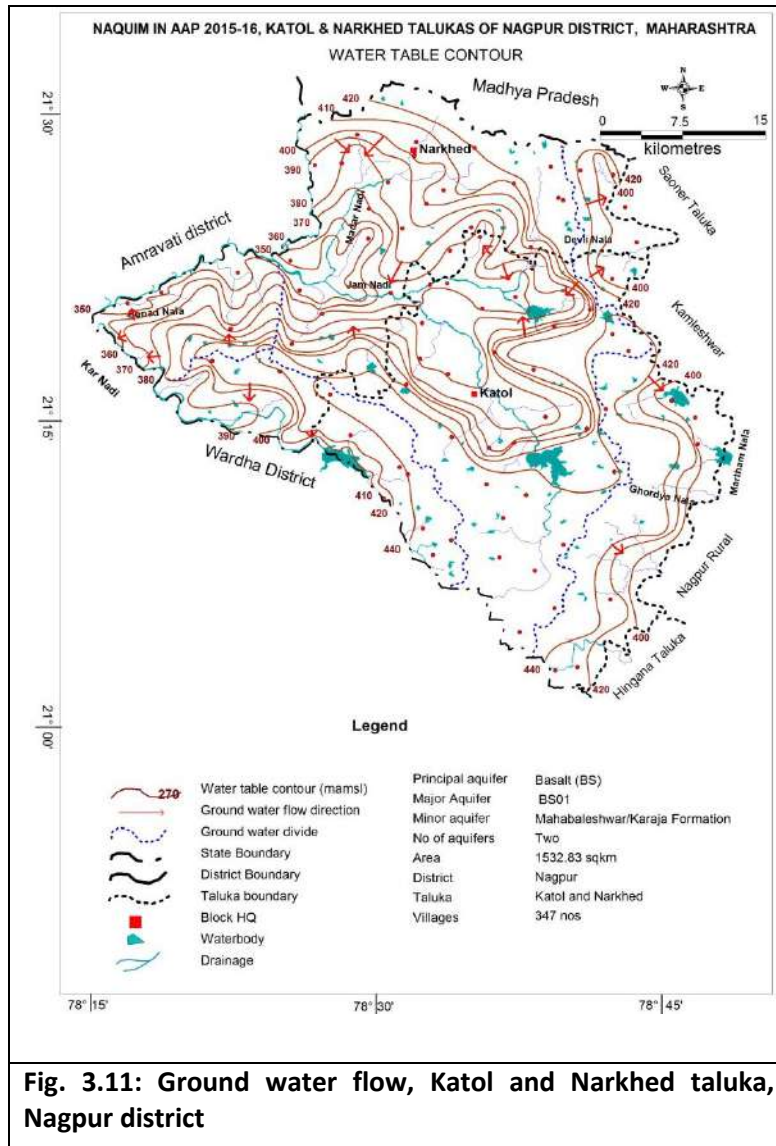 NAQUIM IN AAP 2015-16, KATOL & NARKHED TALUKAS OF NAGPUR DISTRICT, MAHARASHTRA
WATER TABLE CONTOUR
Madhya Pradesh
N
W E
S
0 7.5 15
kilometres
21° 30'
420
410
400
390
380
370
360
350
Narkhed
Madar Nadi
Saoner Taluka
420
400
Devli Nala
Amravati district
Jam Nadi
400
420
Kamleshwar
350
360
370
380
Kar Nadi
420
400
Katol
21° 15'
390
400
Wardha District
410
420
440
Ghordya Nala
Martham Nala
Nagpur Rural
400
440
420
Hingana Taluka
21° 00'
Legend
270 Water table contour (mamsl)
Ground water flow direction
Ground water divide
State Boundary
District Boundary
Taluka boundary
Block HQ
Waterbody
Drainage
Principal aquifer Basalt (BS)
Major Aquifer BS01
Minor aquifer Mahabaleshwar/Karaja Formation
No of aquifers Two
Area 1532.83 sqkm
District Nagpur
Taluka Katol and Narkhed
Villages 347 nos
78° 15' 78° 30' 78° 45'
Fig. 3.11: Ground water flow, Katol and Narkhed taluka,
Nagpur district